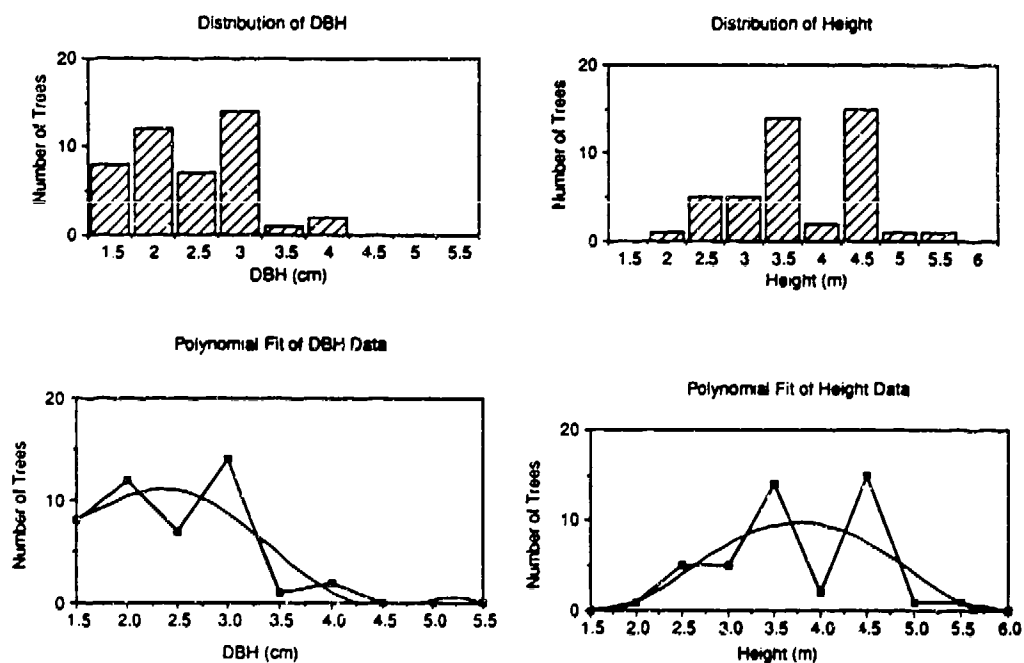 Distribution of DBH
Number of Trees
20
10
0
1.5 2 2.5 3 3.5 4 4.5 5 5.5
DBH (cm)
Distribution of Height
Number of Trees
20
10
0
1.5 2 2.5 3 3.5 4 4.5 5 5.5 6
Height (m)
Polynomial Fit of DBH Data
Number of Trees
20
10
0
1.5 2.0 2.5 3.0 3.5 4.0 4.5 5.0 5.5
DBH (cm)
Polynomial Fit of Height Data
Number of Trees
20
10
0
1.5 2.0 2.5 3.0 3.5 4.0 4.5 5.0 5.5 6.0
Height (m)